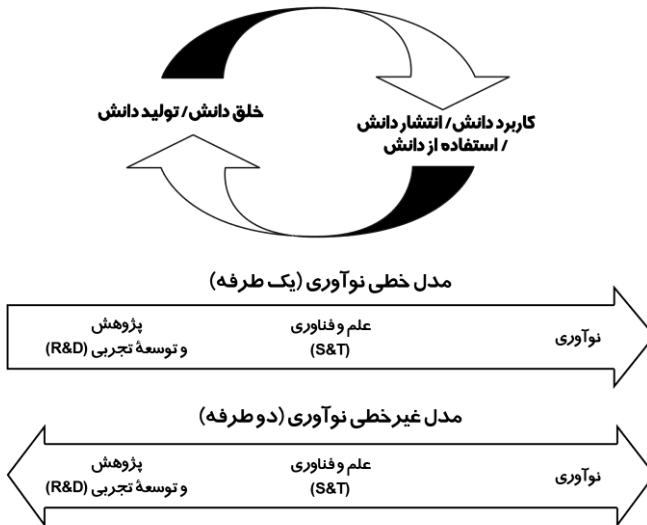 خلق دانش/ تولید دانش
کاربرد دانش/ انتشار دانش
/ استفاده از دانش
مدل خطی نوآوری (یک طرفه)
پژوهش
و توسعهٔ تجربی (R&D)
علم و فناوری
(S&T)
نوآوری
مدل غیرخطی نوآوری (دو طرفه)
پژوهش
و توسعهٔ تجربی (R&D)
علم و فناوری
(S&T)
نوآوری